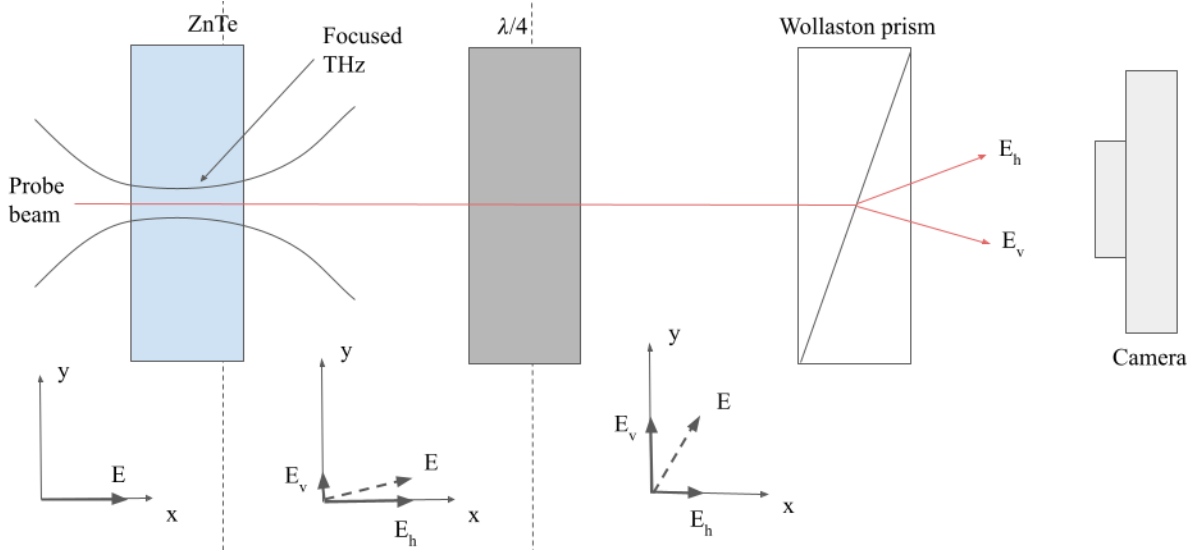 ZnTe
λ/4
Wollaston prism
Focused
THz
Probe
beam
E_h
E_v
Camera
y
E
x
y
E_v
E
E_h
x
y
E_v
E
E_h
x